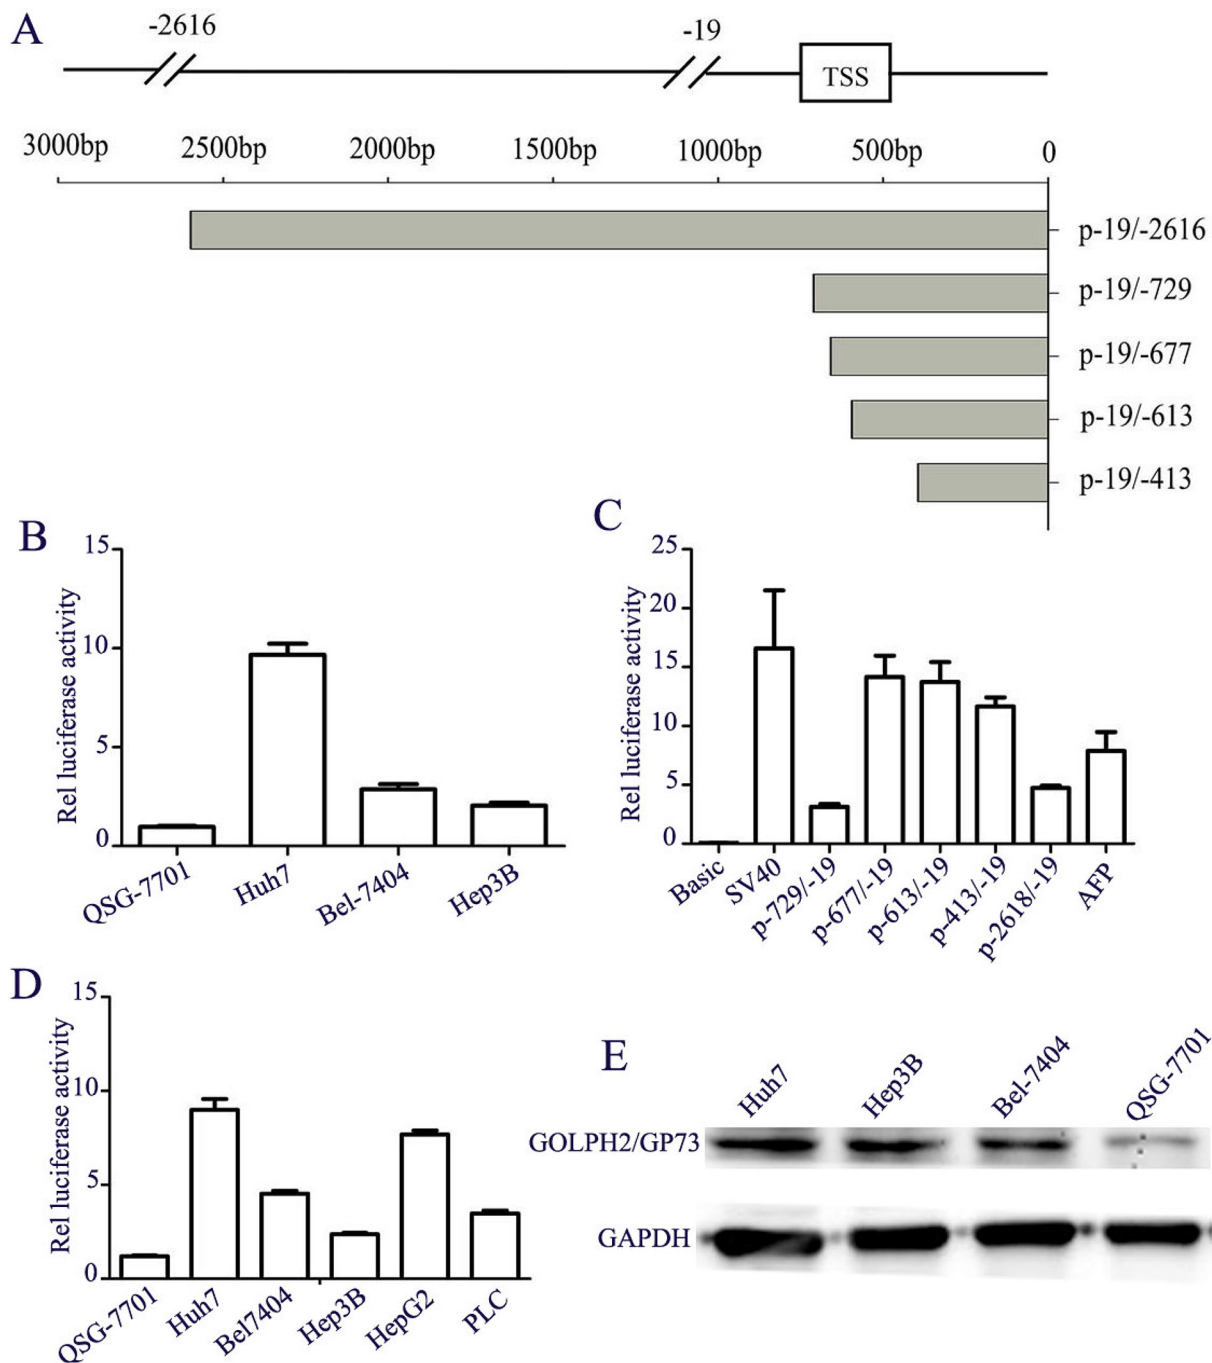 A
-2616
-19
TSS
3000bp 2500bp 2000bp 1500bp 1000bp 500bp 0
p-19/-2616
p-19/-729
p-19/-677
p-19/-613
p-19/-413
B
Rel luciferase activity
15
10
5
0
QSG-7701 Huh7 Bel-7404 Hep3B
C
Rel luciferase activity
25
20
15
10
5
0
Basic SV40 p-729/-19 p-677/-19 p-613/-19 p-413/-19 p-2618/-19 AFP
D
Rel luciferase activity
15
10
5
0
QSG-7701 Huh7 Bel7404 Hep3B HepG2 PLC
E
Huh7 Hep3B Bel-7404 QSG-7701
GOLPH2/GP73
GAPDH